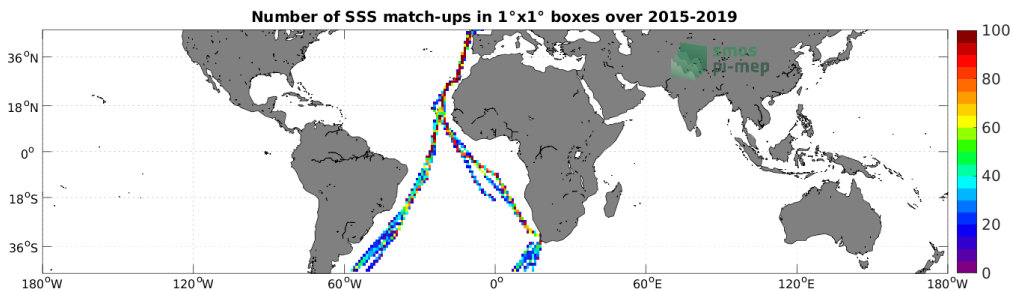 Number of SSS match-ups in 1°x1° boxes over 2015-2019
smos
pi-mep
36°N
18°N
0°
18°S
36°S
180°W
120°W
60°W
0°
60°E
120°E
180°W
100
80
60
40
20
0